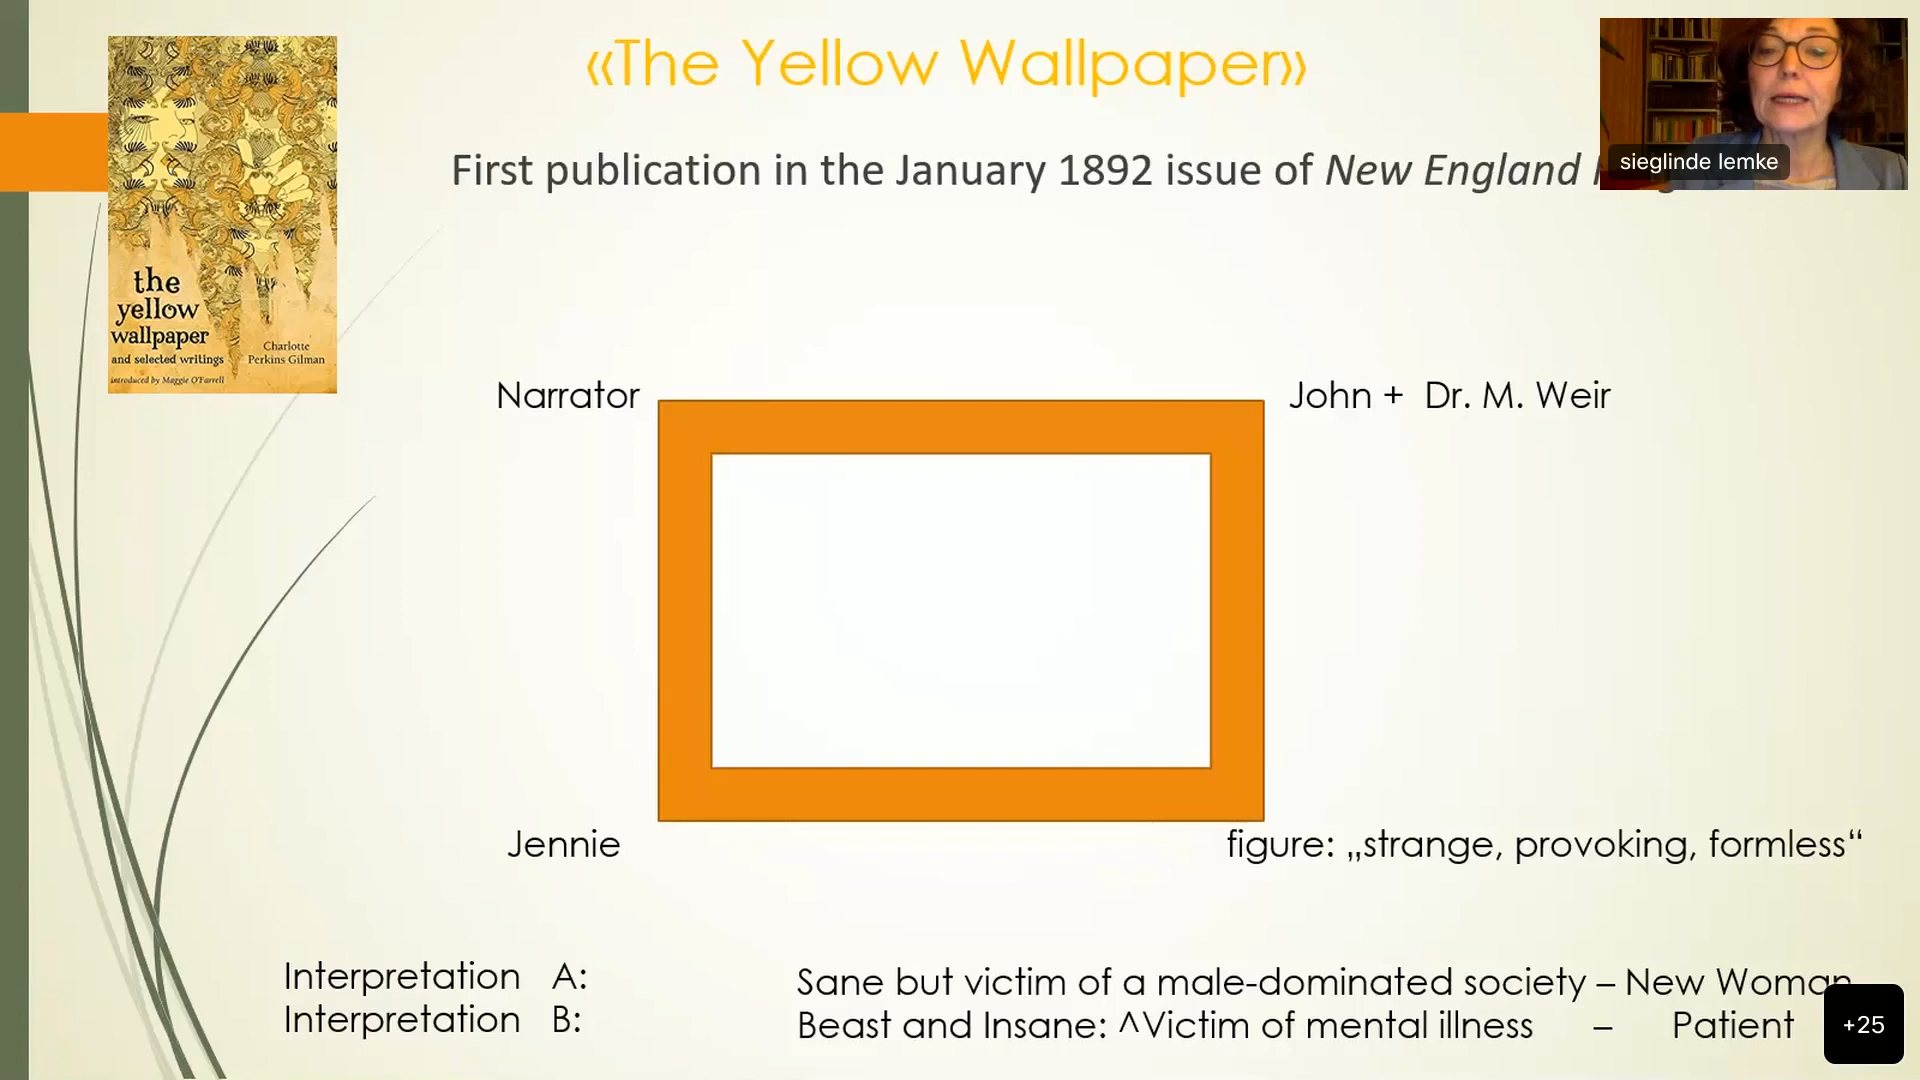 «The Yellow Wallpaper»
sieglinde lemke
First publication in the January 1892 issue of New England
the
yellow
wallpaper
and selected writings
Charlotte
Perkins Gilman
introduced by Maggie O'Farrell
Narrator
John + Dr. M. Weir
Jennie
figure: „strange, provoking, formless“
Interpretation A: Sane but victim of a male-dominated society – New Woman
Interpretation B: Beast and Insane: ^Victim of mental illness – Patient
+25